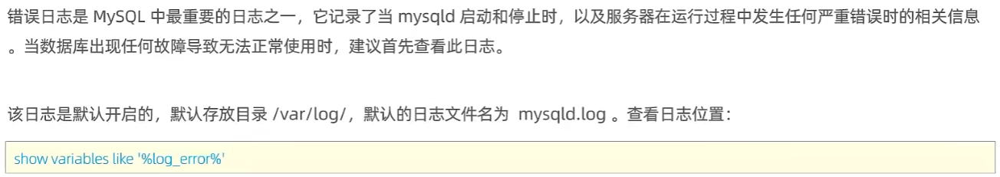 错误日志是 MySQL 中最重要的日志之一，它记录了当 mysqld 启动和停止时，以及服务器在运行过程中发生任何严重错误时的相关信息
。当数据库出现任何故障导致无法正常使用时，建议首先查看此日志。
该日志是默认开启的，默认存放目录 /var/log/，默认的日志文件名为 mysqld.log 。查看日志位置：
show variables like '%log_error%'